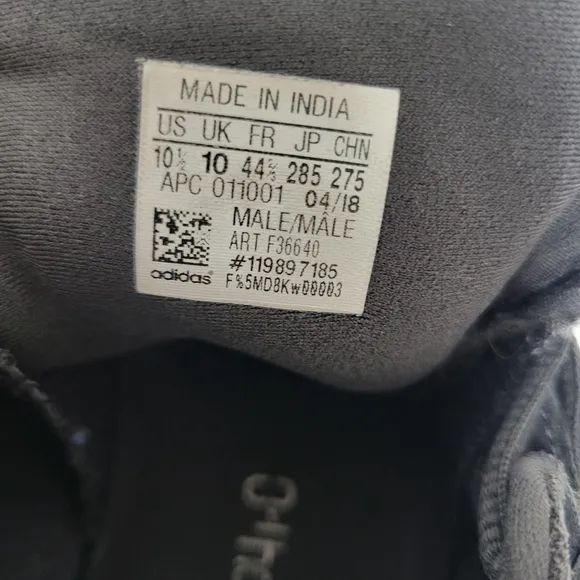 MADE IN INDIA
US UK FR JP CHN
10½ 10 44⅔ 285 275
APC 011001 04/18
MALE/MÂLE
ART F36640
#119897185
adidas F%5MD8Kw00003